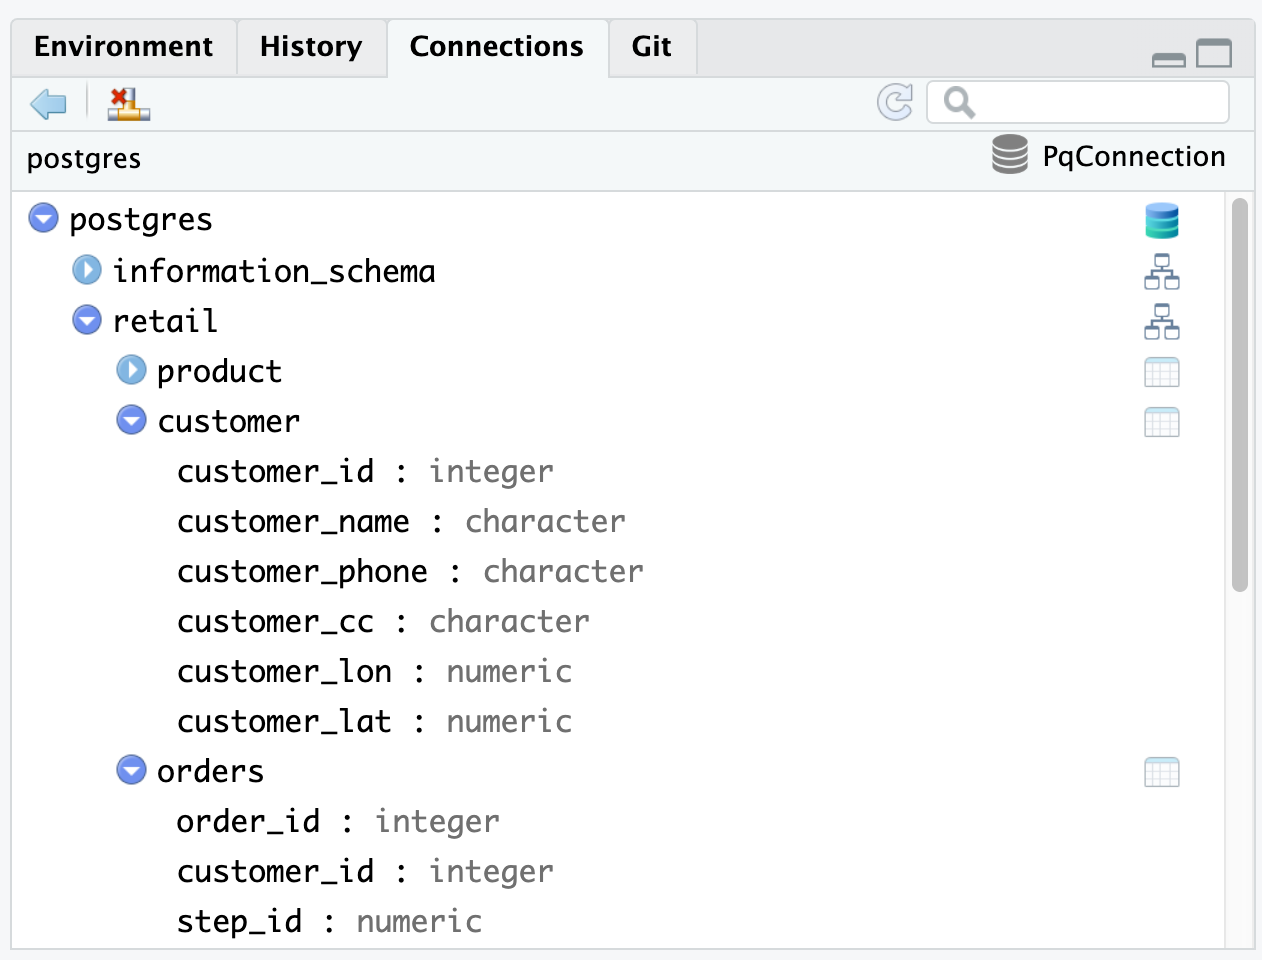 Environment History Connections Git
postgres PqConnection
postgres
information_schema
retail
product
customer
customer_id : integer
customer_name : character
customer_phone : character
customer_cc : character
customer_lon : numeric
customer_lat : numeric
orders
order_id : integer
customer_id : integer
step_id : numeric